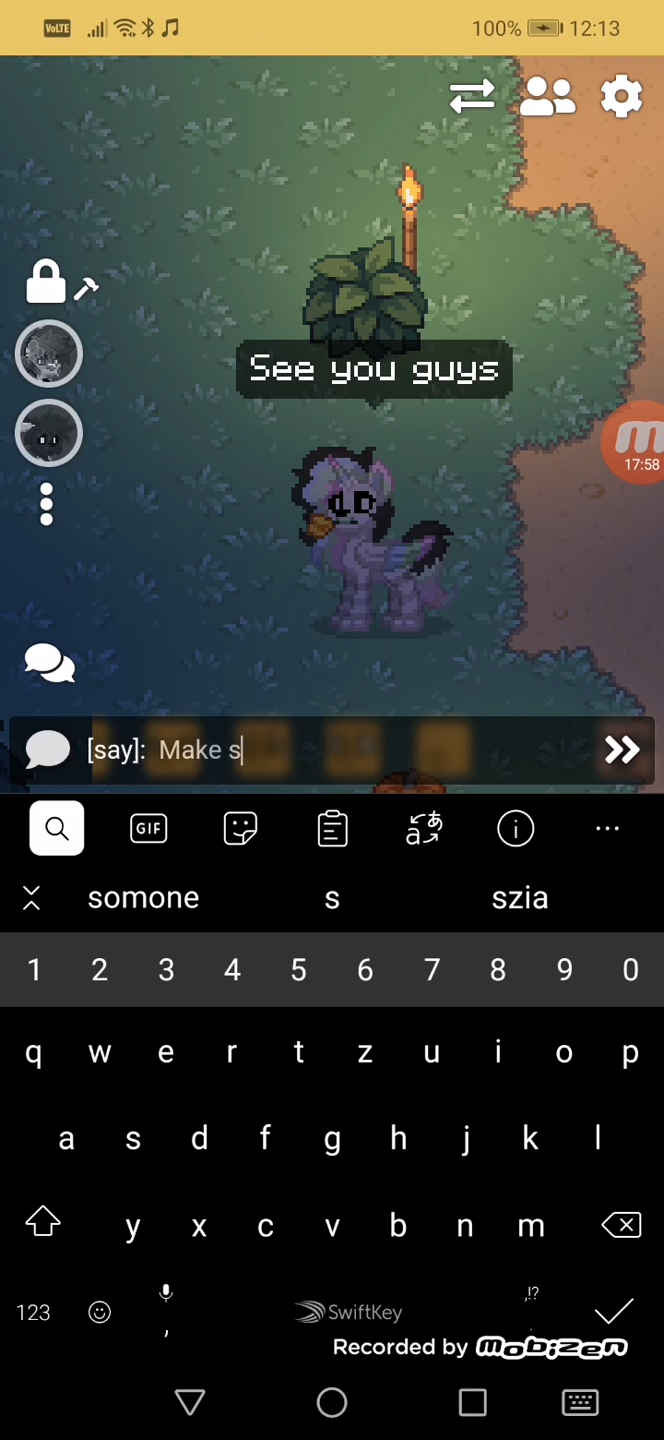 VoLTE 100% 12:13
See you guys
17:58
[say]: Make s
GIF
somone s szia
1 2 3 4 5 6 7 8 9 0
q w e r t z u i o p
a s d f g h j k l
y x c v b n m
,!?
123 , SwiftKey .
Recorded by mobizen